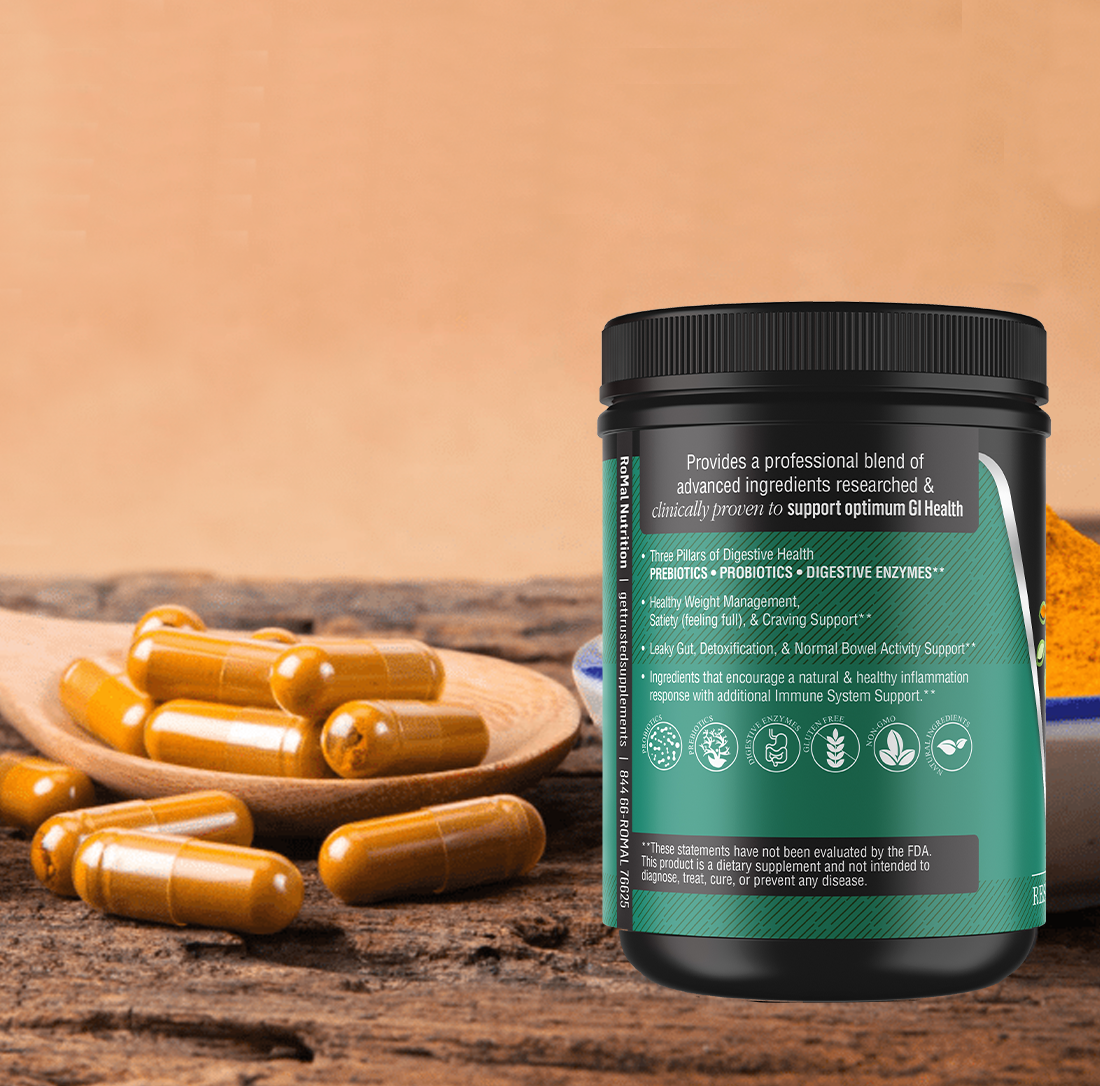 Provides a professional blend of
advanced ingredients researched &
clinically proven to support optimum GI Health
• Three Pillars of Digestive Health
PREBIOTICS • PROBIOTICS • DIGESTIVE ENZYMES**
• Healthy Weight Management,
Satiety (feeling full), & Craving Support**
• Leaky Gut, Detoxification, & Normal Bowel Activity Support**
• Ingredients that encourage a natural & healthy inflammation
response with additional Immune System Support.**
PROBIOTICS
PREBIOTICS
DIGESTIVE ENZYMES
GLUTEN FREE
NON-GMO
NATURAL INGREDIENTS
**These statements have not been evaluated by the FDA.
This product is a dietary supplement and not intended to
diagnose, treat, cure, or prevent any disease.
RoMal Nutrition | gettrustedsupplements | 844 66-ROMAL 76625